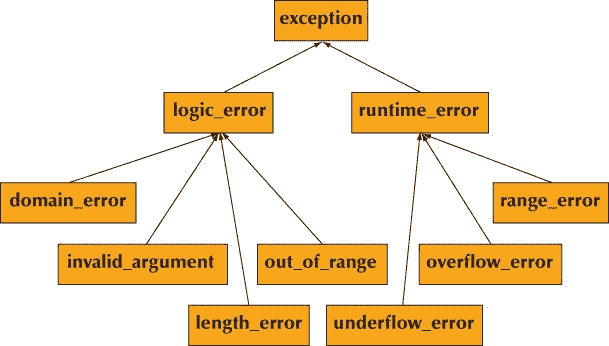 exception
logic_error
runtime_error
domain_error
range_error
invalid_argument
out_of_range
overflow_error
length_error
underflow_error